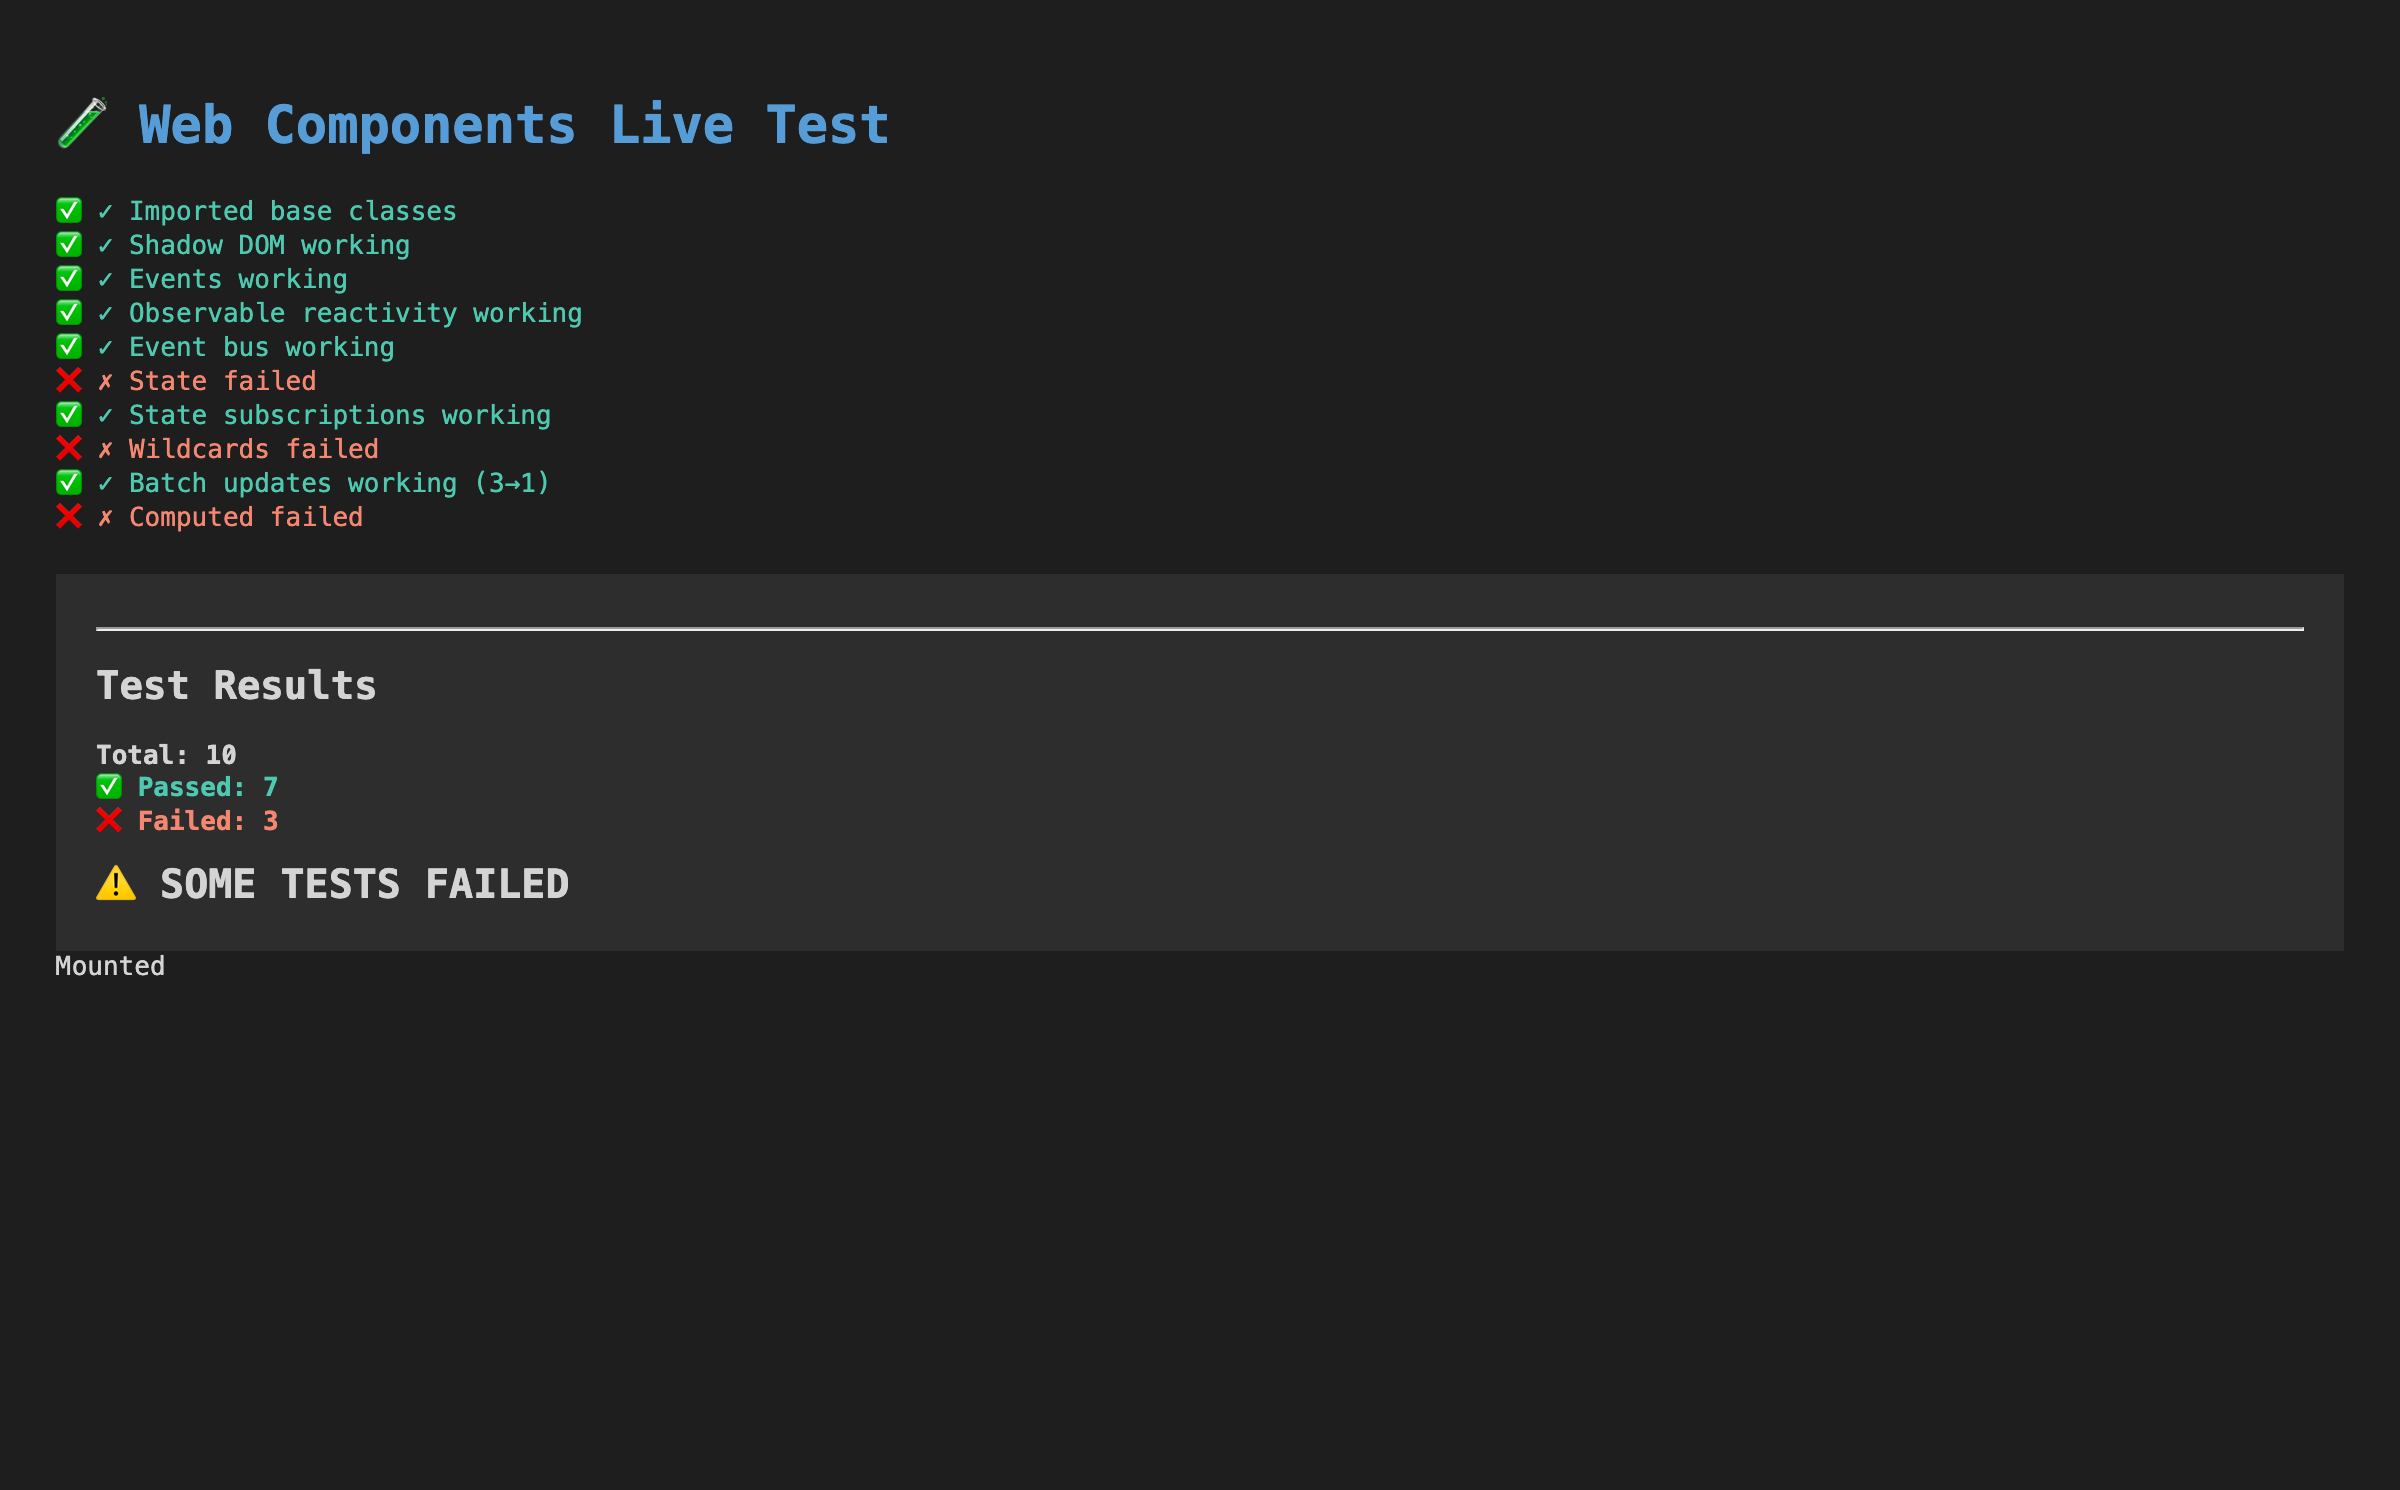 🧪 Web Components Live Test
✅ ✓ Imported base classes
✅ ✓ Shadow DOM working
✅ ✓ Events working
✅ ✓ Observable reactivity working
✅ ✓ Event bus working
❌ ✗ State failed
✅ ✓ State subscriptions working
❌ ✗ Wildcards failed
✅ ✓ Batch updates working (3→1)
❌ ✗ Computed failed
Test Results
Total: 10
✅ Passed: 7
❌ Failed: 3
⚠️ SOME TESTS FAILED
Mounted